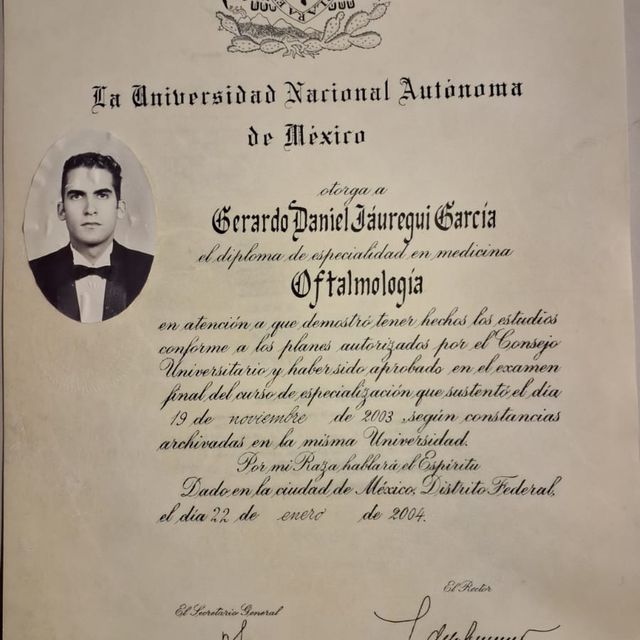 La Universidad Nacional Autónoma
de México
otorga a
Gerardo Daniel Jáuregui García
el diploma de especialidad en medicina
Oftalmología
en atención a que demostró tener hechos los estudios
conforme a los planes autorizados por el Consejo
Universitario y haber sido aprobado en el examen
final del curso de especialización que sustentó el día
19 de noviembre de 2003, según constancias
archivadas en la misma Universidad.
Por mi Raza hablará el Espíritu
Dado en la ciudad de México, Distrito Federal,
el día 22 de enero de 2004.
El Rector
El Secretario General